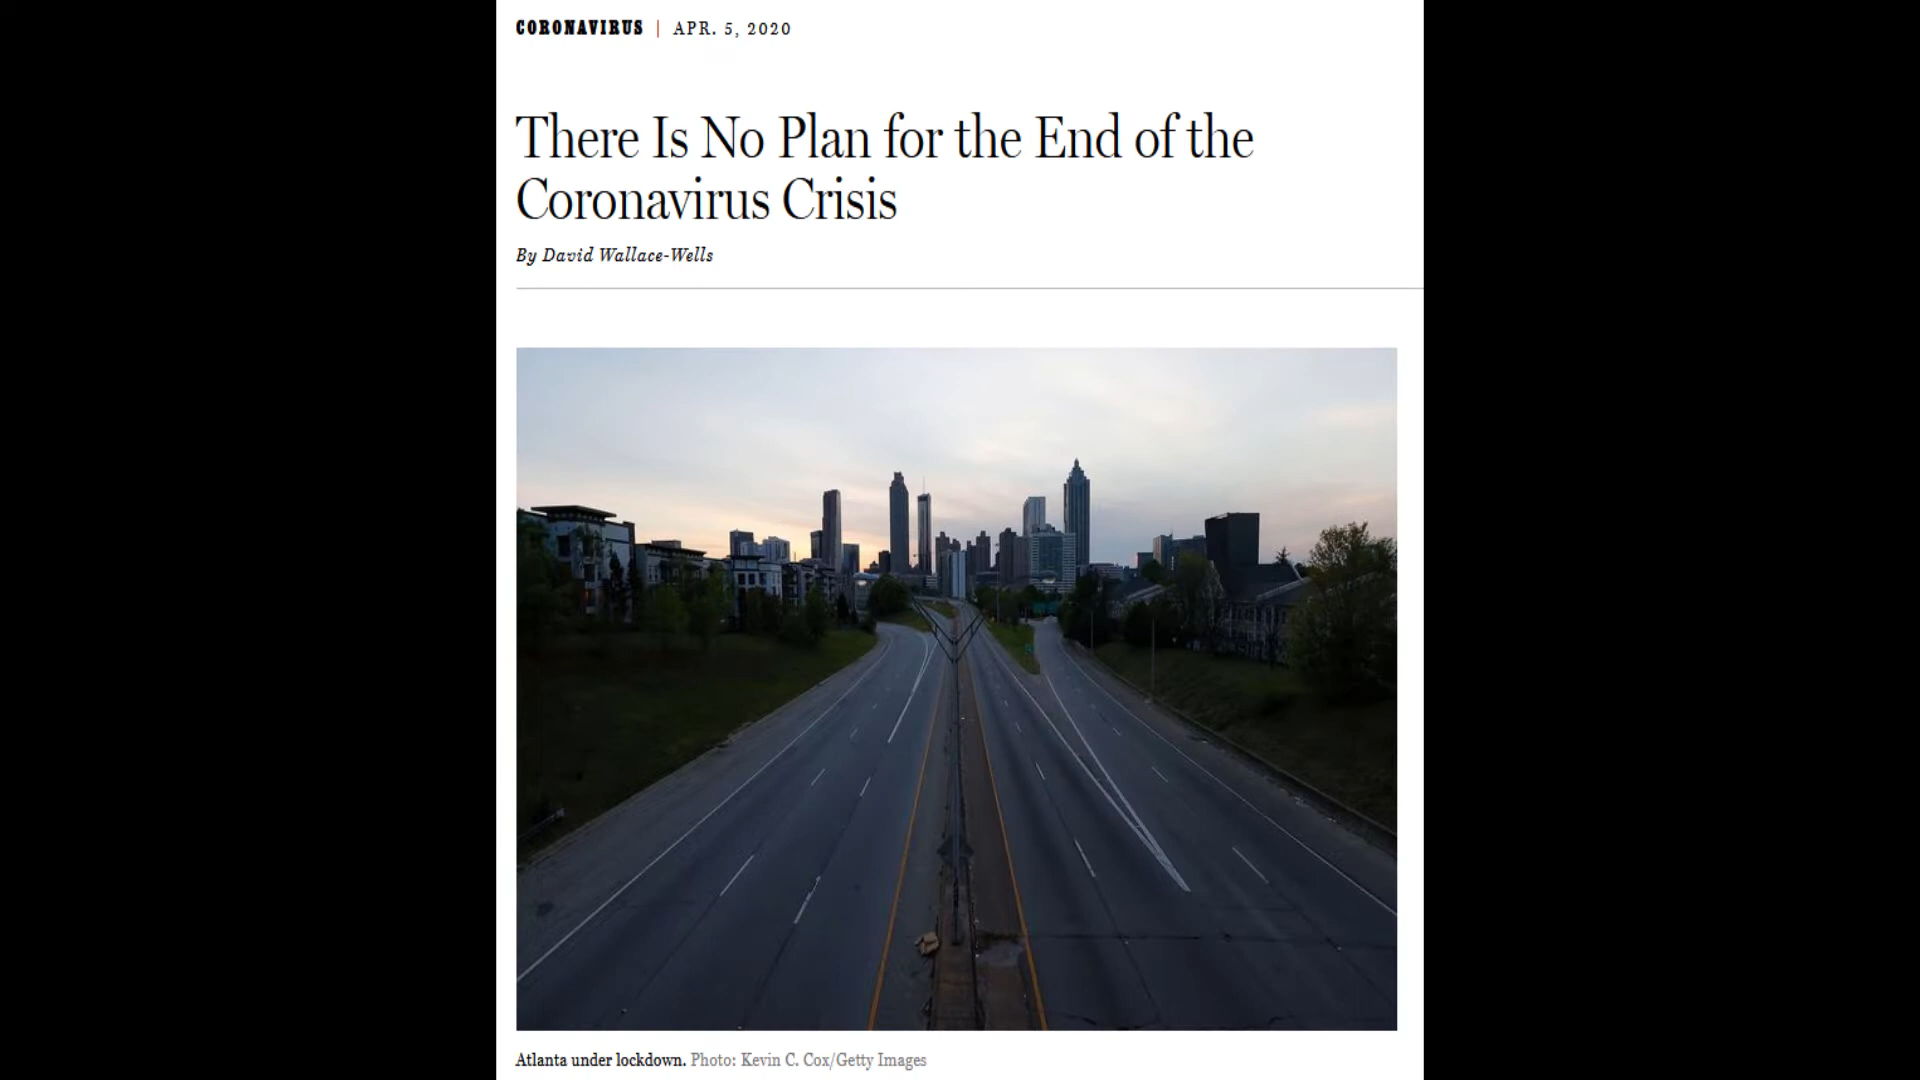 CORONAVIRUS | APR. 5, 2020
There Is No Plan for the End of the
Coronavirus Crisis
By David Wallace-Wells
Atlanta under lockdown. Photo: Kevin C. Cox/Getty Images